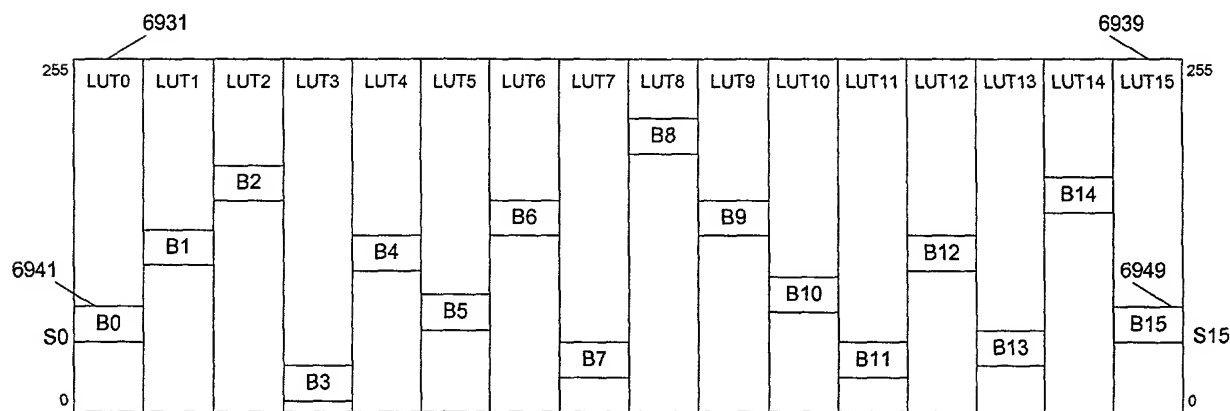 6931
6939
255 LUT0 LUT1 LUT2 LUT3 LUT4 LUT5 LUT6 LUT7 LUT8 LUT9 LUT10 LUT11 LUT12 LUT13 LUT14 LUT15 255
B8
B2
B14
B6
B9
B1
B4
B12
6941
6949
B10
B5
B0
B15
S0
S15
B13
B7
B11
B3
0
0